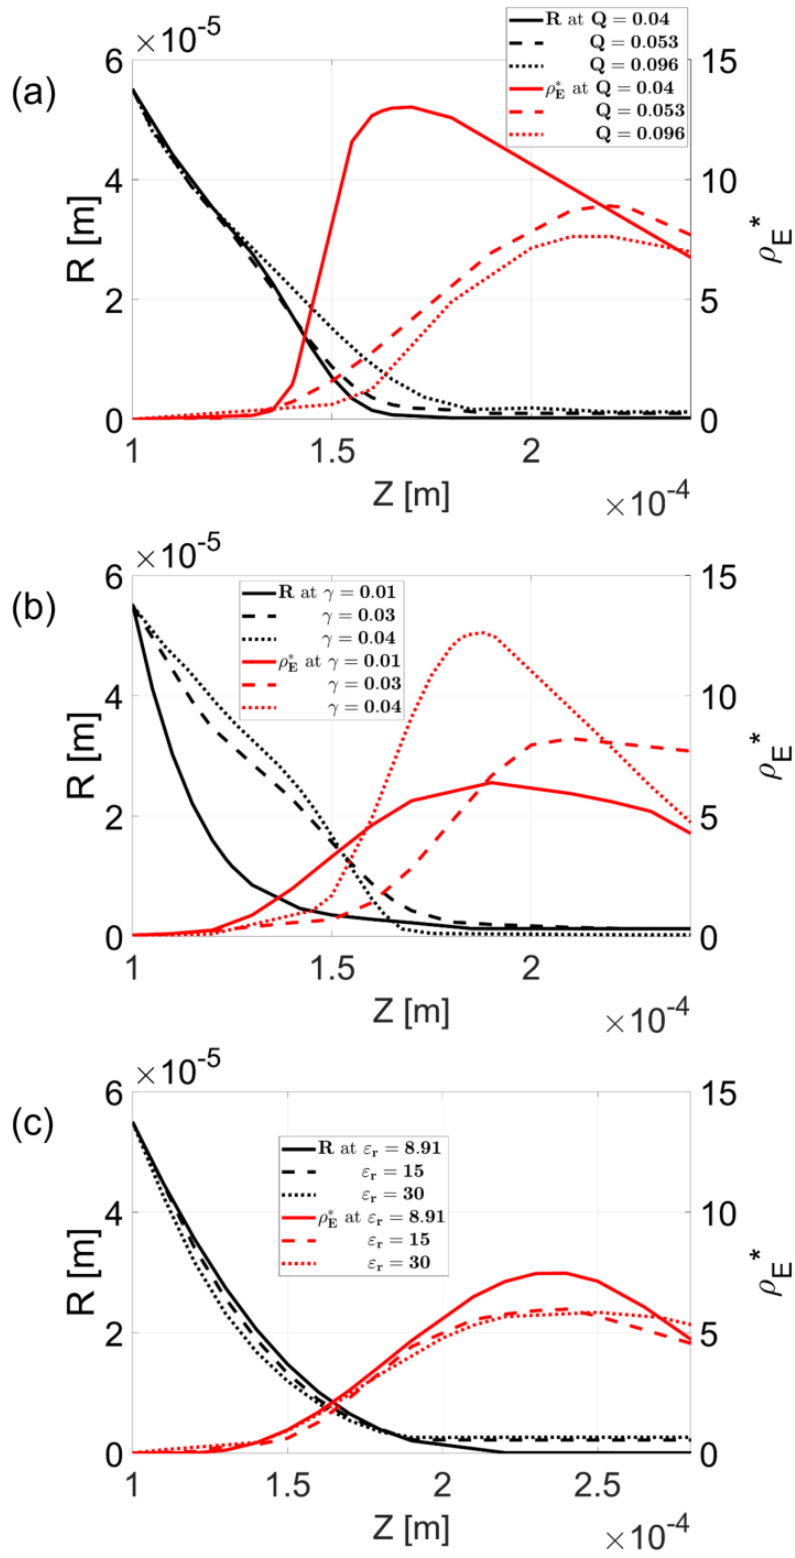 (a)
×10⁻⁵
R at Q = 0.04
Q = 0.053
Q = 0.096
ρ*E at Q = 0.04
Q = 0.053
Q = 0.096
6
4
2
0
R [m]
15
10
5
0
ρE*
1
1.5
2
Z [m]
×10⁻⁴
(b)
×10⁻⁵
R at γ = 0.01
γ = 0.03
γ = 0.04
ρ*E at γ = 0.01
γ = 0.03
γ = 0.04
6
4
2
0
R [m]
15
10
5
0
ρE*
1
1.5
2
Z [m]
×10⁻⁴
(c)
×10⁻⁵
R at εr = 8.91
εr = 15
εr = 30
ρ*E at εr = 8.91
εr = 15
εr = 30
6
4
2
0
R [m]
15
10
5
0
ρE*
1
1.5
2
2.5
Z [m]
×10⁻⁴